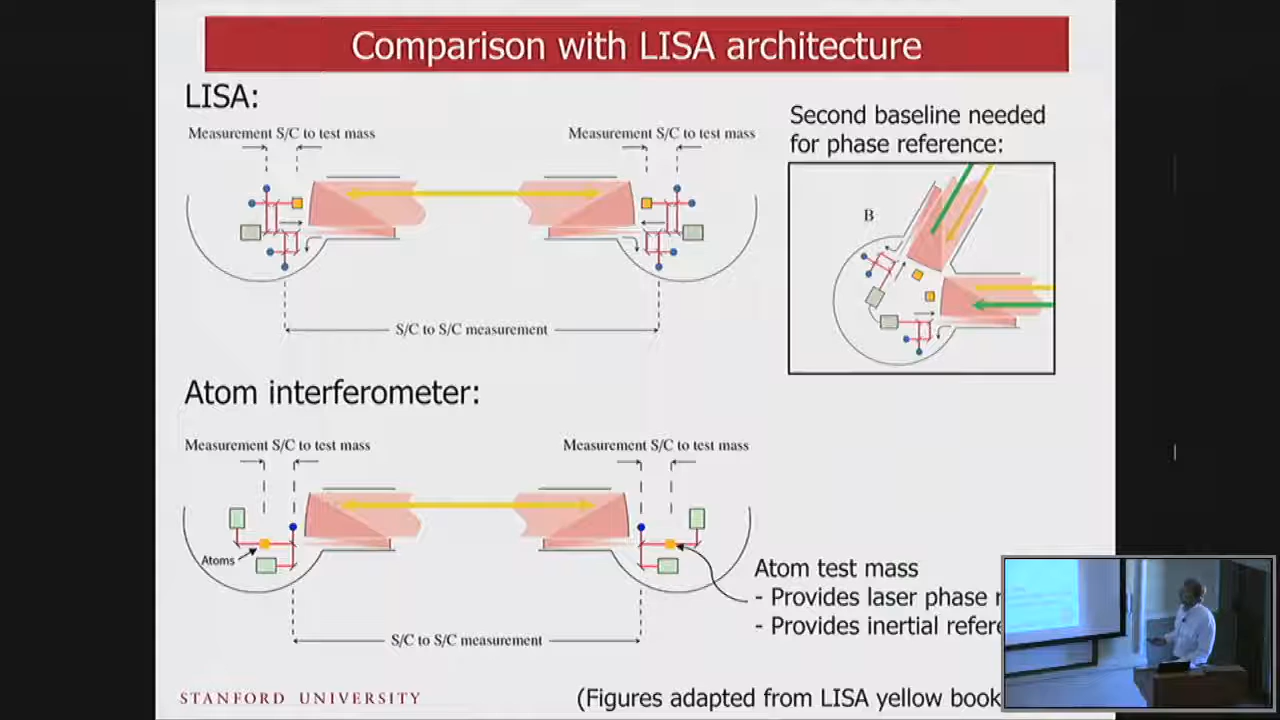 Comparison with LISA architecture
LISA:
Measurement S/C to test mass
Measurement S/C to test mass
S/C to S/C measurement
Second baseline needed
for phase reference:
B
Atom interferometer:
Measurement S/C to test mass
Measurement S/C to test mass
Atoms
S/C to S/C measurement
Atom test mass
- Provides laser phase
- Provides inertial
STANFORD UNIVERSITY
(Figures adapted from LISA yellow book